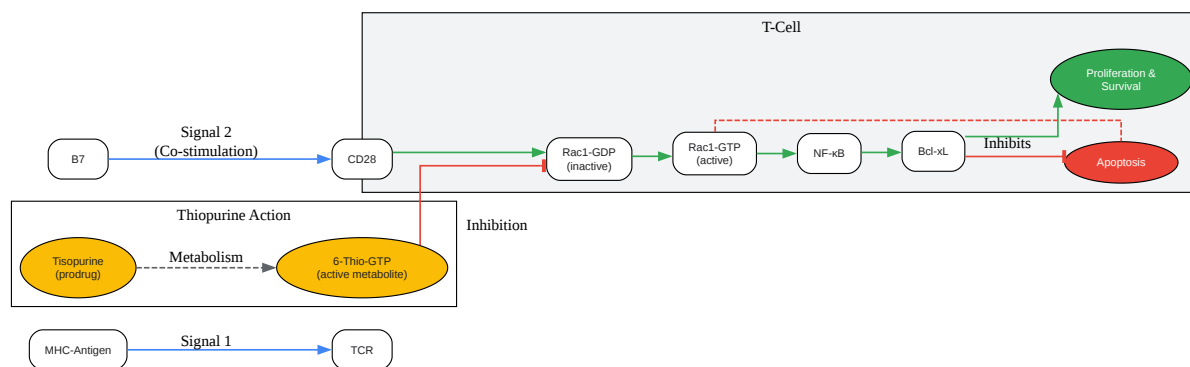 T-Cell
Proliferation &
Survival
Signal 2
(Co-stimulation)
B7
CD28
Rac1-GDP
(inactive)
Rac1-GTP
(active)
NF-κB
Bcl-xL
Inhibits
Apoptosis
Thiopurine Action
Inhibition
Tisopurine
(prodrug)
Metabolism
6-Thio-GTP
(active metabolite)
MHC-Antigen
Signal 1
TCR